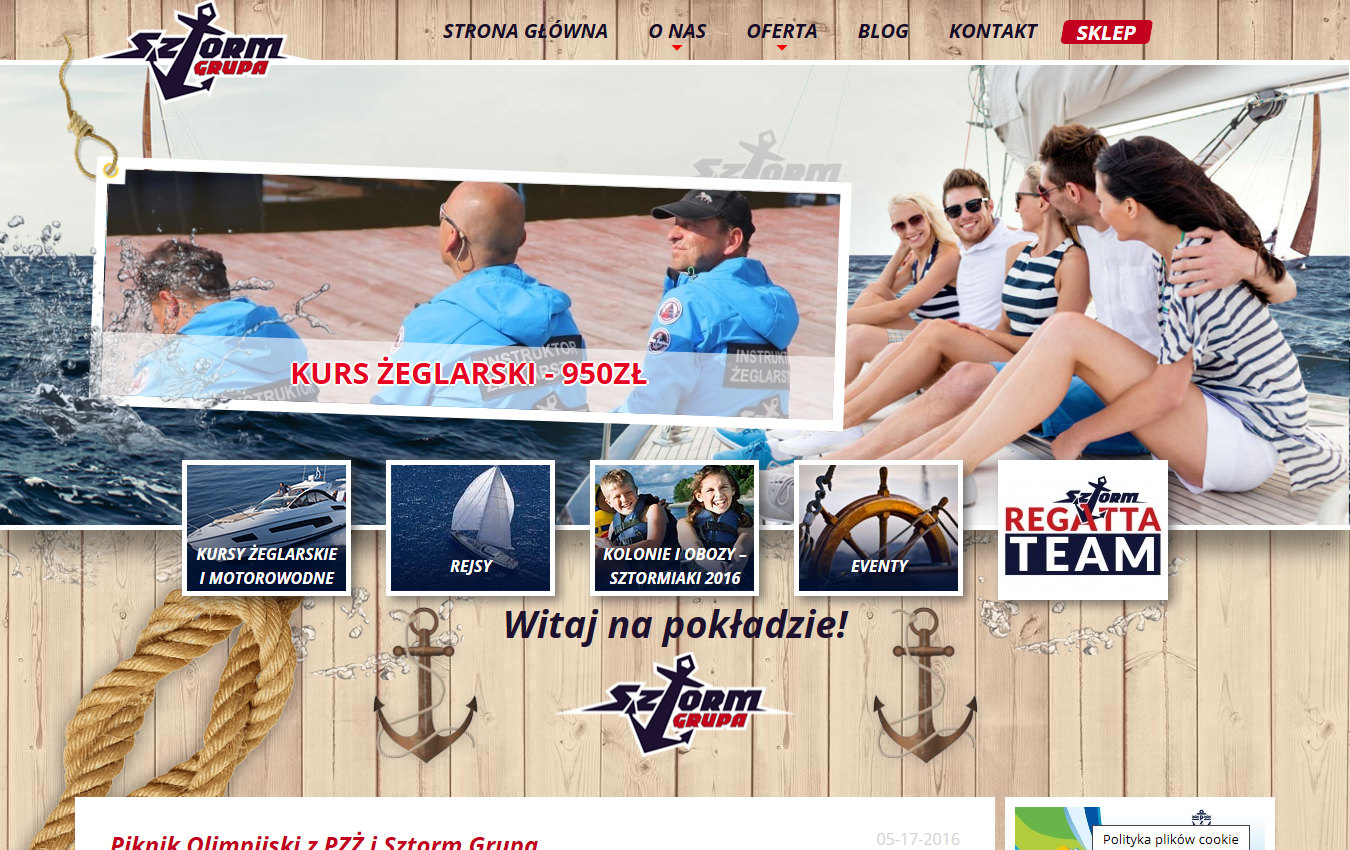 SZTORM
GRUPA
STRONA GŁÓWNA
O NAS
OFERTA
BLOG
KONTAKT
SKLEP
SZTORM
INSTRUKTOR
ŻEGLARS
KURS ŻEGLARSKI - 950ZŁ
KURSY ŻEGLARSKIE
I MOTOROWODNE
REJSY
KOLONIE I OBOZY –
SZTORMIAKI 2016
EVENTY
SZTORM
REGATTA
TEAM
Witaj na pokładzie!
SZTORM
GRUPA
Piknik Olimpijski z PZŻ i Sztorm Grupa
05-17-2016
Polityka plików cookie